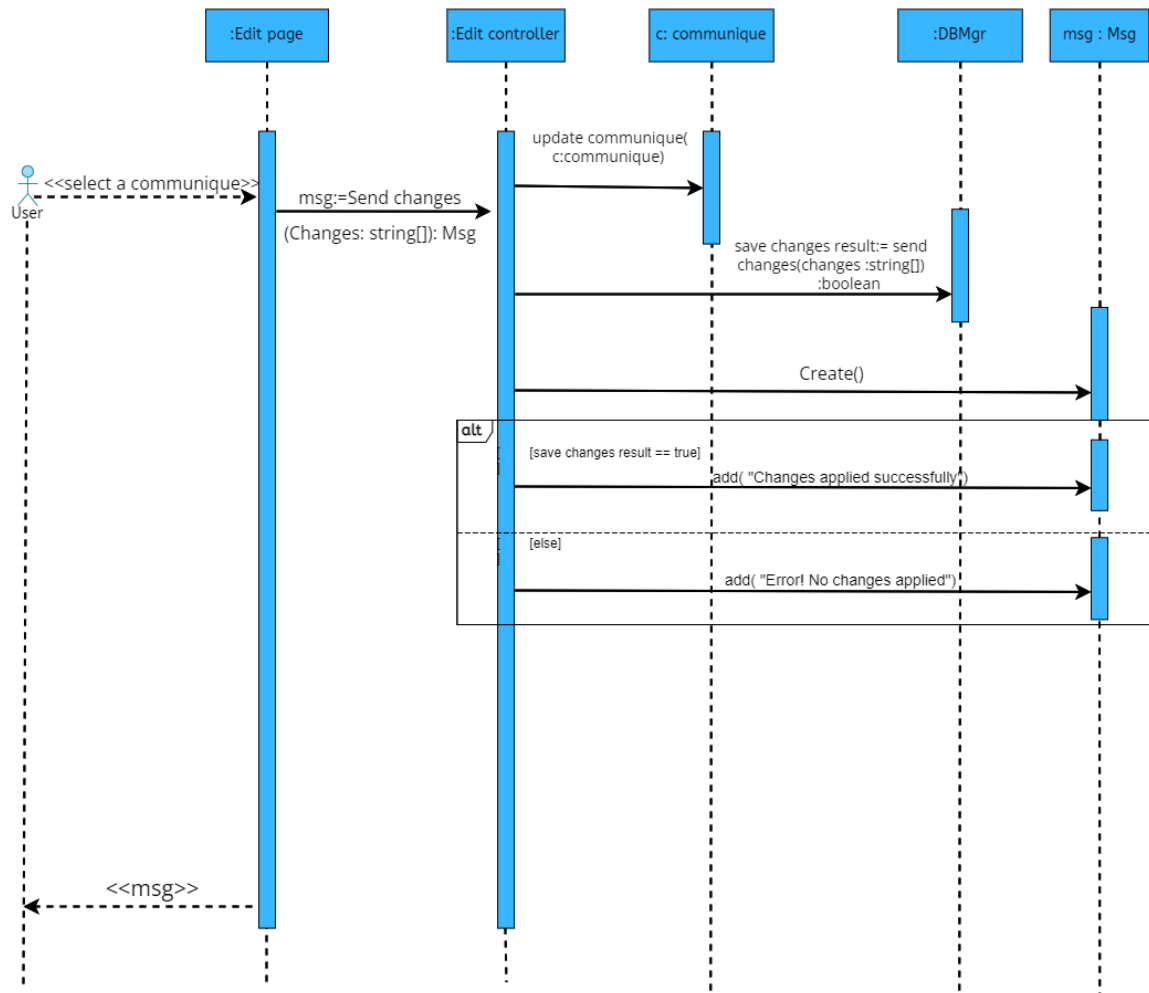 :Edit page
:Edit controller
c: communique
:DBMgr
msg : Msg
update communique(
c:communique)
<<select a communique>>
User
msg:=Send changes
(Changes: string[]): Msg
save changes result:= send
changes(changes :string[])
:boolean
Create()
alt
[save changes result == true]
add( "Changes applied successfully")
[else]
add( "Error! No changes applied")
<<msg>>